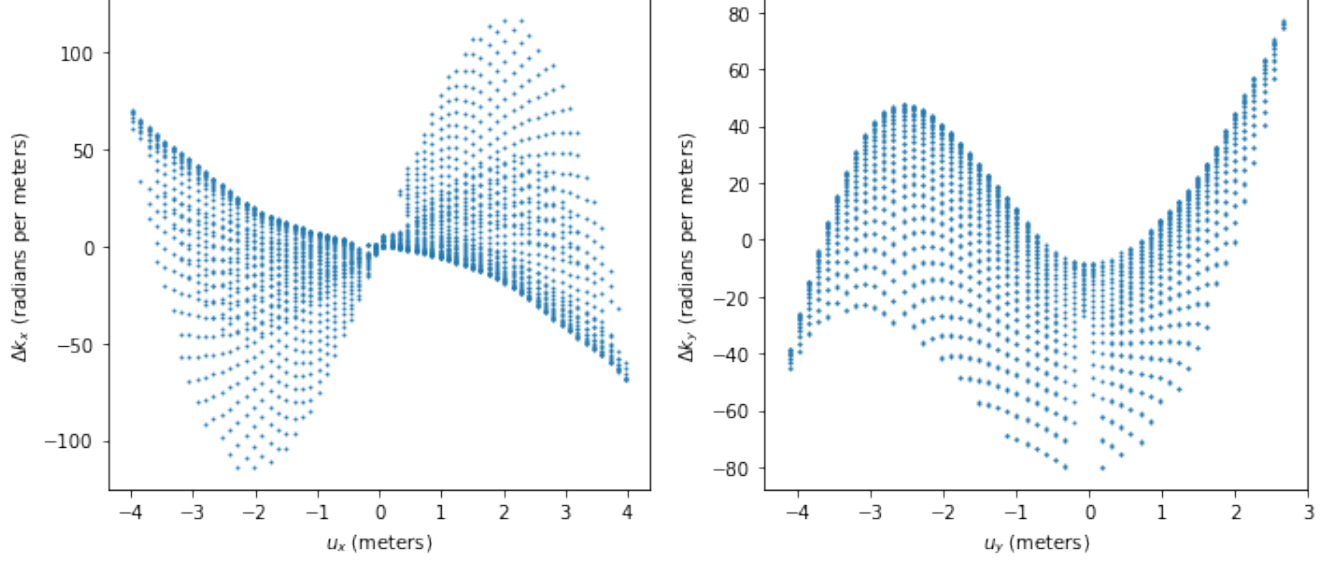 100
50
0
−50
−100
−4 −3 −2 −1 0 1 2 3 4
u_x (meters)
Δk_x (radians per meters)
80
60
40
20
0
−20
−40
−60
−80
−4 −3 −2 −1 0 1 2 3
u_y (meters)
Δk_y (radians per meters)